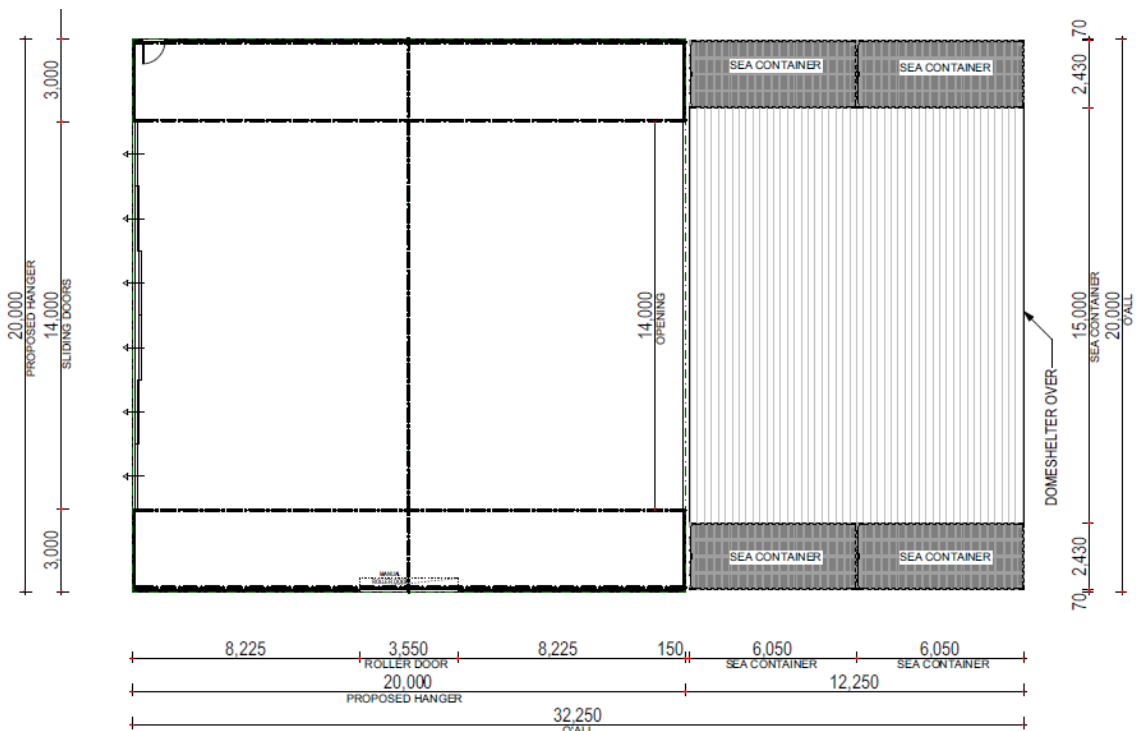 70
SEA CONTAINER
SEA CONTAINER
3,000
2,430
20,000
PROPOSED HANGER
14,000
SLIDING DOORS
14,000
OPENING
15,000
SEA CONTAINER
20,000
O'ALL
DOMESHELTER OVER
3,000
MANUAL
ROLLER DOOR
SEA CONTAINER
SEA CONTAINER
2,430
70
8,225
3,550
8,225
150
6,050
6,050
ROLLER DOOR
SEA CONTAINER
SEA CONTAINER
20,000
12,250
PROPOSED HANGER
32,250
O'ALL